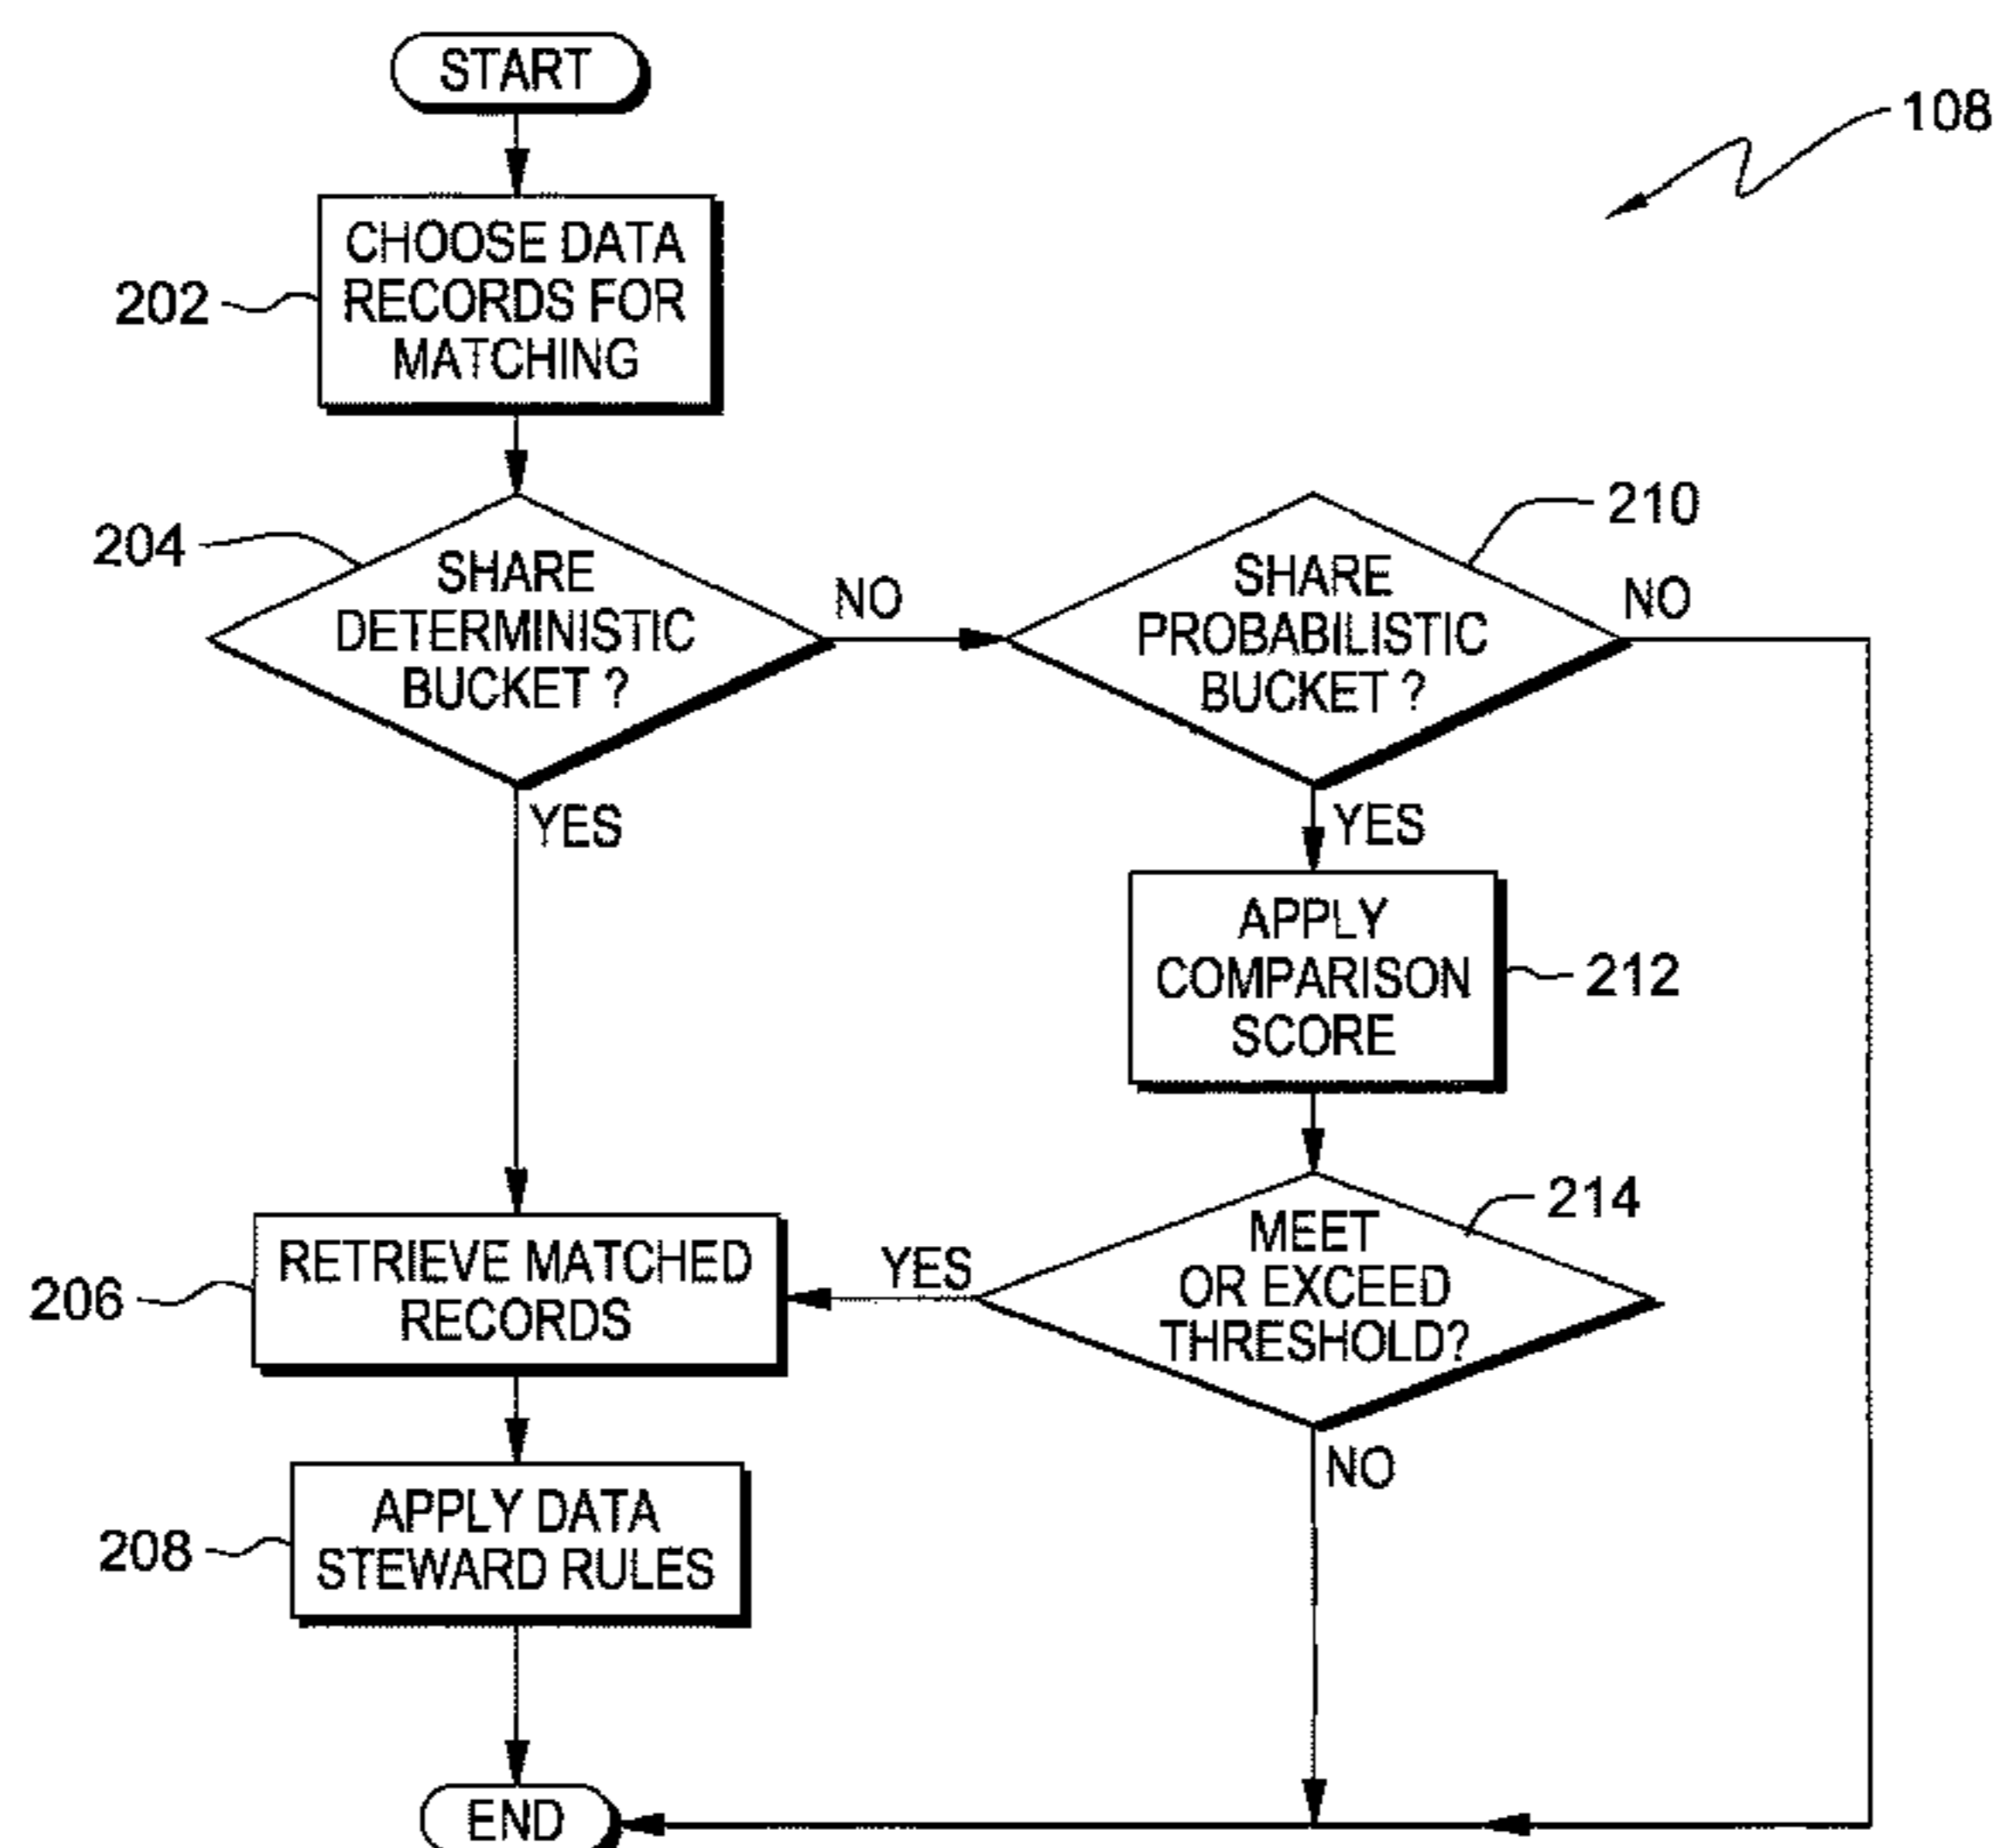 START
108
CHOOSE DATA
RECORDS FOR
MATCHING
202
204
SHARE
DETERMINISTIC
BUCKET ?
NO
YES
210
SHARE
PROBABILISTIC
BUCKET ?
NO
YES
APPLY
COMPARISON
SCORE
212
214
MEET
OR EXCEED
THRESHOLD?
YES
NO
RETRIEVE MATCHED
RECORDS
206
APPLY DATA
STEWARD RULES
208
END